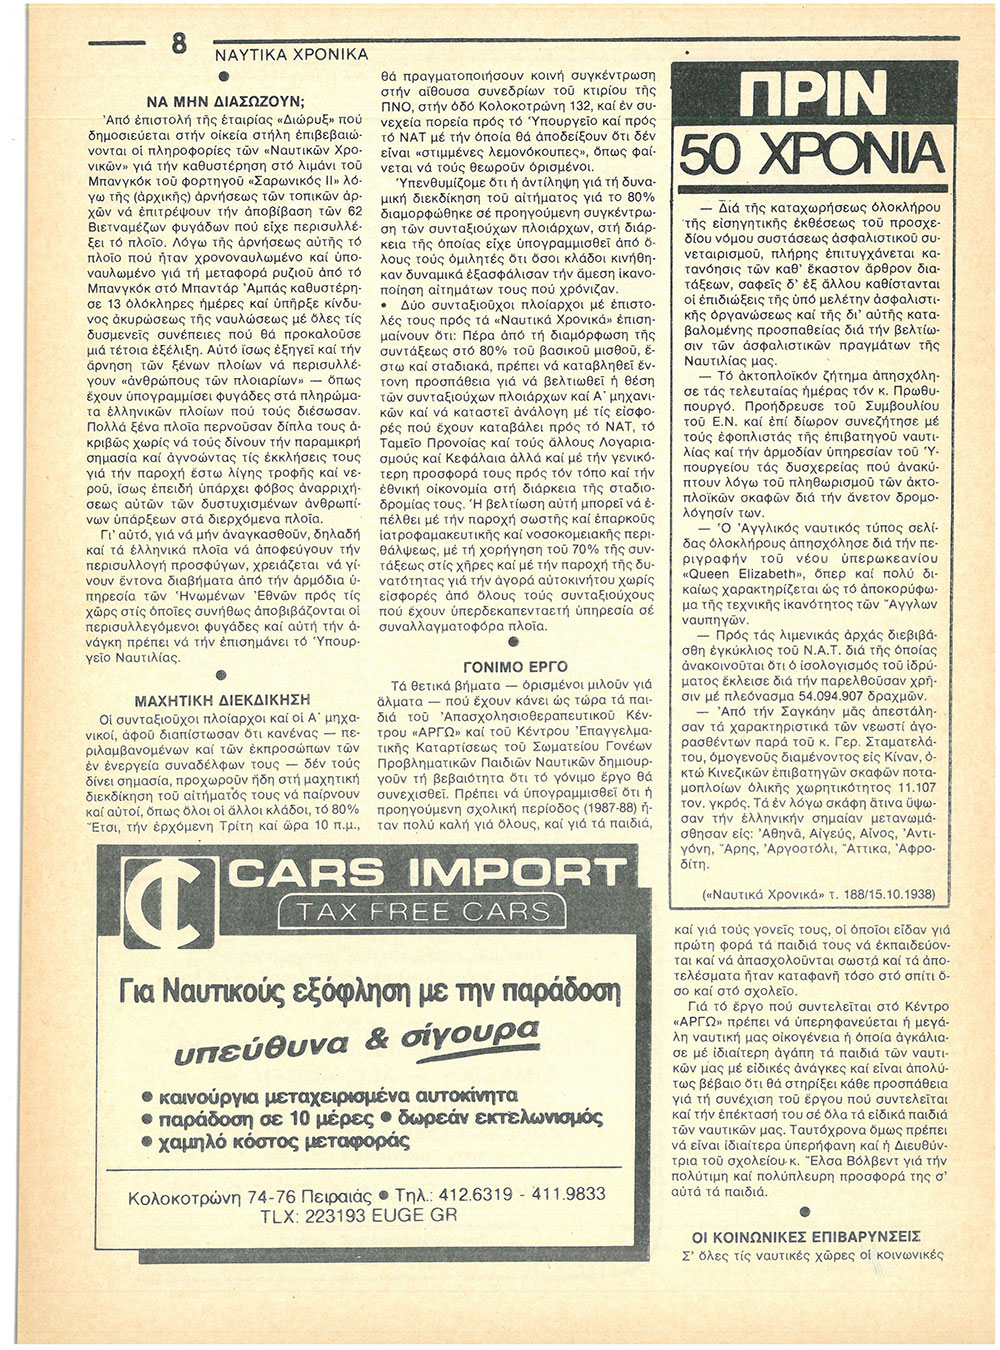 8
ΝΑΥΤΙΚΑ ΧΡΟΝΙΚΑ
●
ΝΑ ΜΗΝ ΔΙΑΣΩΖΟΥΝ;
Ἀπό ἐπιστολή τῆς ἑταιρίας «Διώρυξ» πού
δημοσιεύεται στήν οἰκεία στήλη ἐπιβεβαιώ-
νονται οἱ πληροφορίες τῶν «Ναυτικῶν Χρο-
νικῶν» γιά τήν καθυστέρηση στό λιμάνι τοῦ
Μπανγκόκ τοῦ φορτηγοῦ «Σαρωνικός ΙΙ» λό-
γω τῆς (ἀρχικῆς) ἀρνήσεως τῶν τοπικῶν ἀρ-
χῶν νά ἐπιτρέψουν τήν ἀποβίβαση τῶν 62
Βιετναμέζων φυγάδων πού εἶχε περισυλλέ-
ξει τό πλοῖο. Λόγω τῆς ἀρνήσεως αὐτῆς τό
πλοῖο πού ἦταν χρονοναυλωμένο καί ὑπο-
ναυλωμένο γιά τή μεταφορά ρυζιοῦ ἀπό τό
Μπανγκόκ στό Μπαντάρ Ἀμπάς καθυστέρη-
σε 13 ὁλόκληρες ἡμέρες καί ὑπῆρξε κίνδυ-
νος ἀκυρώσεως τῆς ναυλώσεως μέ ὅλες τίς
δυσμενεῖς συνέπειες πού θά προκαλοῦσε
μιά τέτοια ἐξέλιξη. Αὐτό ἴσως ἐξηγεῖ καί τήν
ἄρνηση τῶν ξένων πλοίων νά περισυλλέ-
γουν «ἀνθρώπους τῶν πλοιαρίων» — ὅπως
ἔχουν ὑπογραμμίσει φυγάδες στά πληρώμα-
τα ἑλληνικῶν πλοίων πού τούς διέσωσαν.
Πολλά ξένα πλοῖα περνοῦσαν δίπλα τους ἀ-
κριβῶς χωρίς νά τούς δίνουν τήν παραμικρή
σημασία καί ἀγνοώντας τίς ἐκκλήσεις τους
γιά τήν παροχή ἔστω λίγης τροφῆς καί νε-
ροῦ, ἴσως ἐπειδή ὑπάρχει φόβος ἀναρριχή-
σεως αὐτῶν τῶν δυστυχισμένων ἀνθρωπί-
νων ὑπάρξεων στά διερχόμενα πλοῖα.
Γι᾽ αὐτό, γιά νά μήν ἀναγκασθοῦν, δηλαδή
καί τά ἑλληνικά πλοῖα νά ἀποφεύγουν τήν
περισυλλογή προσφύγων, χρειάζεται νά γί-
νουν ἔντονα διαβήματα ἀπό τήν ἁρμόδια ὑ-
πηρεσία τῶν Ἡνωμένων Ἐθνῶν πρός τίς
χῶρς στίς ὁποῖες συνήθως ἀποβιβάζονται οἱ
περισυλλεγόμενοι φυγάδες καί αὐτή τήν ἀ-
νάγκη πρέπει νά τήν ἐπισημάνει τό Ὑπουρ-
γεῖο Ναυτιλίας.
●
ΜΑΧΗΤΙΚΗ ΔΙΕΚΔΙΚΗΣΗ
Οἱ συνταξιοῦχοι πλοίαρχοι καί οἱ Α᾽ μηχα-
νικοί, ἀφοῦ διαπίστωσαν ὅτι κανένας — πε-
ριλαμβανομένων καί τῶν ἐκπροσώπων τῶν
ἐν ἐνεργεία συναδέλφων τους — δέν τούς
δίνει σημασία, προχωροῦν ἤδη στή μαχητική
διεκδίκηση τοῦ αἰτήματός τους νά παίρνουν
καί αὐτοί, ὅπως ὅλοι οἱ ἄλλοι κλάδοι, τό 80%
Ἔτσι, τήν ἐρχόμενη Τρίτη καί ὥρα 10 π.μ.,
θά πραγματοποιήσουν κοινή συγκέντρωση
στήν αἴθουσα συνεδρίων τοῦ κτιρίου τῆς
ΠΝΟ, στήν ὁδό Κολοκοτρώνη 132, καί ἐν συ-
νεχεία πορεία πρός τό Ὑπουργεῖο καί πρός
τό ΝΑΤ μέ τήν ὁποία θά ἀποδείξουν ὅτι δέν
εἶναι «στιμμένες λεμονόκουπες», ὅπως φαί-
νεται νά τούς θεωροῦν ὁρισμένοι.
Ὑπενθυμίζομε ὅτι ἡ ἀντίληψη γιά τή δυνα-
μική διεκδίκηση τοῦ αἰτήματος γιά τό 80%
διαμορφώθηκε σέ προηγούμενη συγκέντρω-
ση τῶν συνταξιούχων πλοιάρχων, στή διάρ-
κεια τῆς ὁποίας εἶχε ὑπογραμμισθεῖ ἀπό ὅ-
λους τούς ὁμιλητές ὅτι ὅσοι κλάδοι κινήθη-
καν δυναμικά ἐξασφάλισαν τήν ἄμεση ἱκανο-
ποίηση αἰτημάτων τους πού χρόνιζαν.
• Δύο συνταξιοῦχοι πλοίαρχοι μέ ἐπιστο-
λές τους πρός τά «Ναυτικά Χρονικά» ἐπιση-
μαίνουν ὅτι: Πέρα ἀπό τή διαμόρφωση τῆς
συντάξεως στό 80% τοῦ βασικοῦ μισθοῦ, ἔ-
στω καί σταδιακά, πρέπει νά καταβληθεῖ ἔν-
τονη προσπάθεια γιά νά βελτιωθεῖ ἡ θέση
τῶν συνταξιούχων πλοιάρχων καί Α᾽ μηχανι-
κῶν καί νά καταστεῖ ἀνάλογη μέ τίς εἰσφο-
ρές πού ἔχουν καταβάλει πρός τό ΝΑΤ, τό
Ταμεῖο Προνοίας καί τούς ἄλλους Λογαρια-
σμούς καί Κεφάλαια ἀλλά καί μέ τήν γενικό-
τερη προσφορά τους πρός τόν τόπο καί τήν
ἐθνική οἰκονομία στή διάρκεια τῆς σταδιο-
δρομίας τους. Ἡ βελτίωση αὐτή μπορεῖ νά ἐ-
πέλθει μέ τήν παροχή σωστῆς καί ἐπαρκοῦς
ἰατροφαμακευτικῆς καί νοσοκομειακῆς περι-
θάλψεως, μέ τή χορήγηση τοῦ 70% τῆς συν-
τάξεως στίς χῆρες καί μέ τήν παροχή τῆς δυ-
νατότητας γιά τήν ἀγορά αὐτοκινήτου χωρίς
εἰσφορές ἀπό ὅλους τούς συνταξιούχους
πού ἔχουν ὑπερδεκαπενταετή ὑπηρεσία σέ
συναλλαγματοφόρα πλοῖα.
●
ΓΟΝΙΜΟ ΕΡΓΟ
Τά θετικά βήματα — ὁρισμένοι μιλοῦν γιά
ἅλματα — πού ἔχουν κάνει ὡς τώρα τά παι-
διά τοῦ Ἀπασχολησιοθεραπευτικοῦ Κέν-
τρου «ΑΡΓΩ» καί τοῦ Κέντρου Ἐπαγγελμα-
τικῆς Καταρτίσεως τοῦ Σωματείου Γονέων
Προβληματικῶν Παιδιῶν Ναυτικῶν δημιουρ-
γοῦν τή βεβαιότητα ὅτι τό γόνιμο ἔργο θά
συνεχισθεῖ. Πρέπει νά ὑπογραμμισθεῖ ὅτι ἡ
προηγούμενη σχολική περίοδος (1987-88) ἦ-
ταν πολύ καλή γιά ὅλους, καί γιά τά παιδιά,
ΠΡΙΝ
50 ΧΡΟΝΙΑ
— Διά τῆς καταχωρήσεως ὁλοκλήρου
τῆς εἰσηγητικῆς ἐκθέσεως τοῦ προσχε-
δίου νόμου συστάσεως ἀσφαλιστικοῦ συ-
νεταιρισμοῦ, πλήρης ἐπιτυγχάνεται κα-
τανόησις τῶν καθ᾽ ἕκαστον ἄρθρον δια-
τάξεων, σαφεῖς δ᾽ ἐξ ἄλλου καθίστανται
οἱ ἐπιδιώξεις τῆς ὑπό μελέτην ἀσφαλιστι-
κῆς ὀργανώσεως καί τῆς δι᾽ αὐτῆς κατα-
βαλομένης προσπαθείας διά τήν βελτίω-
σιν τῶν ἀσφαλιστικῶν πραγμάτων τῆς
Ναυτιλίας μας.
— Τό ἀκτοπλοϊκόν ζήτημα ἀπησχόλη-
σε τάς τελευταίας ἡμέρας τόν κ. Πρωθυ-
πουργό. Προήδρευσε τοῦ Συμβουλίου
τοῦ Ε.Ν. καί ἐπί δίωρον συνεζήτησε μέ
τούς ἐφοπλιστάς τῆς ἐπιβατηγοῦ ναυτι-
λίας καί τήν ἁρμοδίαν ὑπηρεσίαν τοῦ Ὑ-
πουργείου τάς δυσχερείας πού ἀνακύ-
πτουν λόγω τοῦ πληθωρισμοῦ τῶν ἀκτο-
πλοϊκῶν σκαφῶν διά τήν ἄνετον δρομο-
λόγησίν των.
— Ὁ Ἀγγλικός ναυτικός τύπος σελί-
δας ὁλοκλήρους ἀπησχόλησε διά τήν πε-
ριγραφήν τοῦ νέου ὑπερωκεανίου
«Queen Elizabeth», ὅπερ καί πολύ δι-
καίως χαρακτηρίζεται ὡς τό ἀποκορύφω-
μα τῆς τεχνικῆς ἱκανότητος τῶν Ἄγγλων
ναυπηγῶν.
— Πρός τάς λιμενικάς ἀρχάς διεβιβά-
σθη ἐγκύκλιος τοῦ Ν.Α.Τ. διά τῆς ὁποίας
ἀνακοινοῦται ὅτι ὁ ἰσολογισμός τοῦ ἱδρύ-
ματος ἔκλεισε διά τήν παρελθοῦσαν χρῆ-
σιν μέ πλεόνασμα 54.094.907 δραχμῶν.
— Ἀπό τήν Σαγκάην μᾶς ἀπεστάλη-
σαν τά χαρακτηριστικά τῶν νεωστί ἀγο-
ρασθέντων παρά τοῦ κ. Γερ. Σταματελά-
του, ὁμογενοῦς διαμένοντος εἰς Κίναν, ὀ-
κτώ Κινεζικῶν ἐπιβατηγῶν σκαφῶν ποτα-
μοπλοίων ὁλικῆς χωρητικότητος 11.107
τον. γκρός. Τά ἐν λόγω σκάφη ἅτινα ὕψω-
σαν τήν ἑλληνικήν σημαίαν μετανωμά-
σθησαν εἰς: Ἀθηνᾶ, Αἰγεύς, Αἶνος, Ἀντι-
γόνη, Ἄρης, Ἀργοστόλι, Ἄττικα, Ἀφρο-
δίτη.
(«Ναυτικά Χρονικά» τ. 188/15.10.1938)
καί γιά τούς γονεῖς τους, οἱ ὁποῖοι εἶδαν γιά
πρώτη φορά τά παιδιά τους νά ἐκπαιδεύον-
ται καί νά ἀπασχολοῦνται σωστά καί τά ἀπο-
τελέσματα ἦταν καταφανῆ τόσο στό σπίτι ὅ-
σο καί στό σχολεῖο.
Γιά τό ἔργο πού συντελεῖται στό Κέντρο
«ΑΡΓΩ» πρέπει νά ὑπερηφανεύεται ἡ μεγά-
λη ναυτική μας οἰκογένεια ἡ ὁποία ἀγκάλια-
σε μέ ἰδιαίτερη ἀγάπη τά παιδιά τῶν ναυτι-
κῶν μας μέ εἰδικές ἀνάγκες καί εἶναι ἀπολύ-
τως βέβαιο ὅτι θά στηρίξει κάθε προσπάθεια
γιά τή συνέχιση τοῦ ἔργου πού συντελεῖται
καί τήν ἐπέκτασή του σέ ὅλα τά εἰδικά παιδιά
τῶν ναυτικῶν μας. Ταυτόχρονα ὅμως πρέπει
νά εἶναι ἰδιαίτερα ὑπερήφανη καί ἡ Διευθύν-
τρια τοῦ σχολείου κ. Ἔλσα Βόλβεντ γιά τήν
πολύτιμη καί πολύπλευρη προσφορά της σ᾽
αὐτά τά παιδιά.
●
ΟΙ ΚΟΙΝΩΝΙΚΕΣ ΕΠΙΒΑΡΥΝΣΕΙΣ
Σ᾽ ὅλες τίς ναυτικές χῶρες οἱ κοινωνικές
CARS IMPORT
TAX FREE CARS
Για Ναυτικούς εξόφληση με την παράδοση
υπεύθυνα & σίγουρα
● καινούργια μεταχειρισμένα αυτοκίνητα
● παράδοση σε 10 μέρες ● δωρεάν εκτελωνισμός
● χαμηλό κόστος μεταφοράς
Κολοκοτρώνη 74-76 Πειραιάς ● Τηλ.: 412.6319 - 411.9833
TLX: 223193 EUGE GR